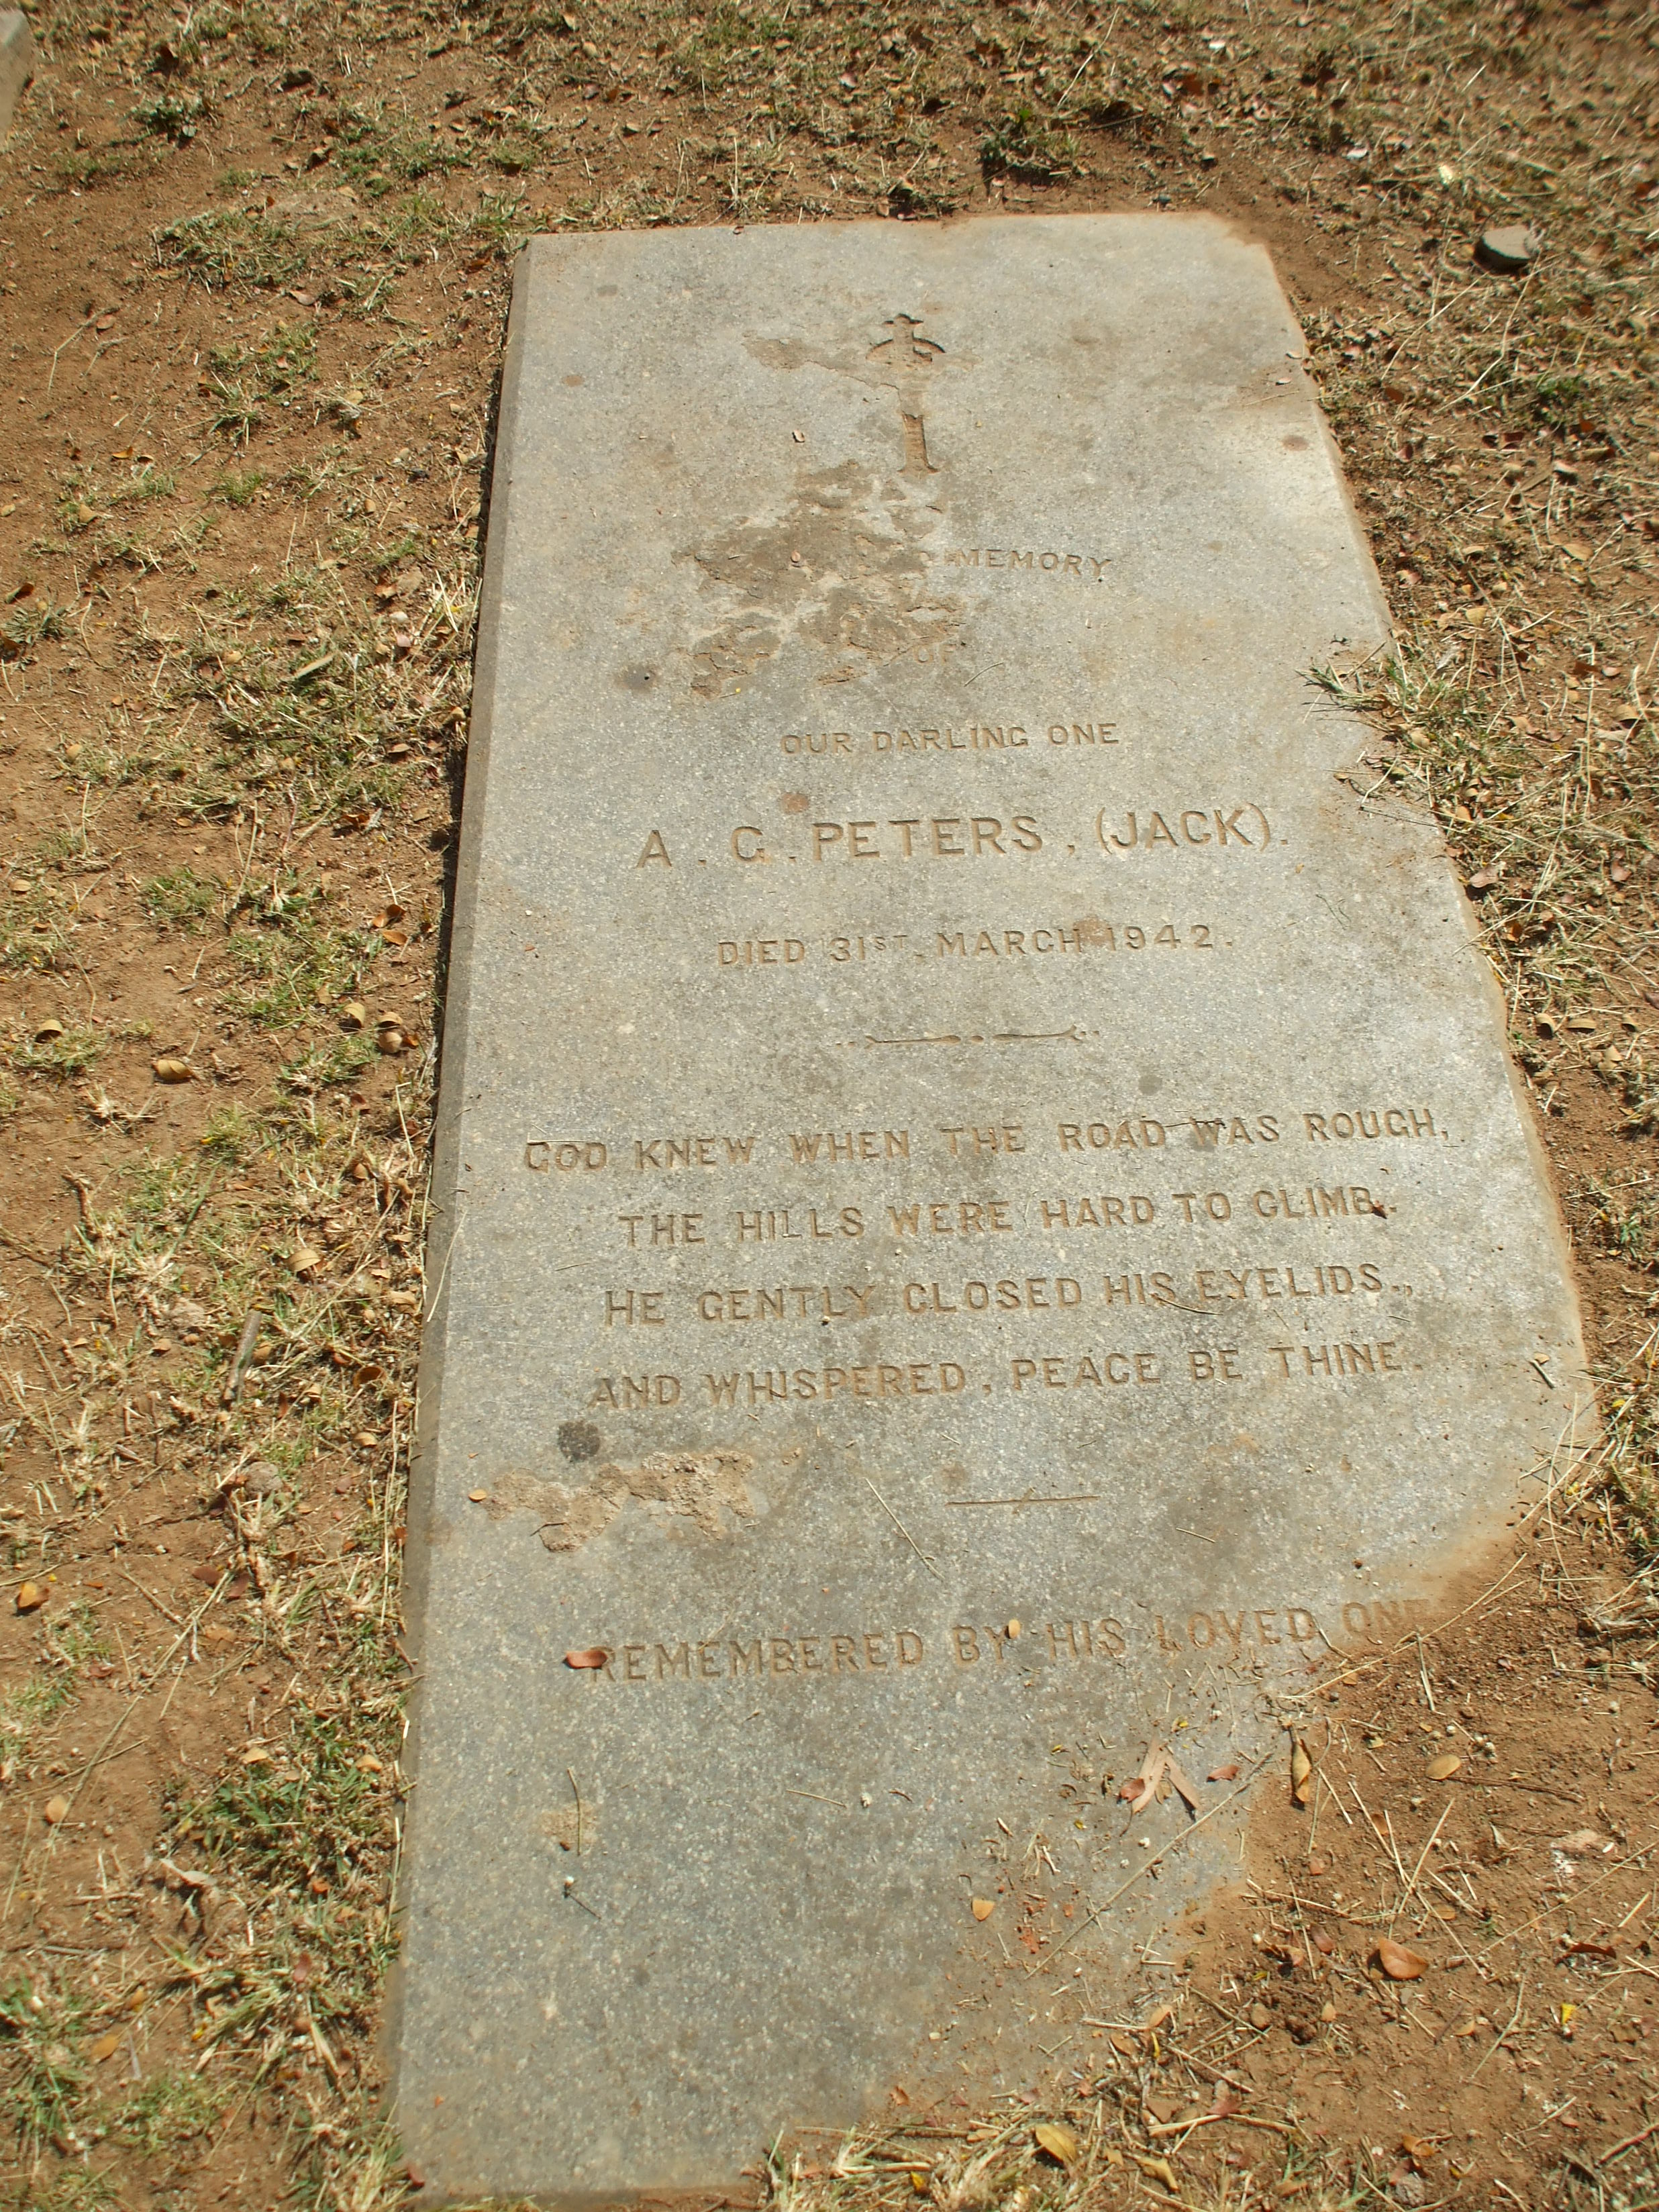 MEMORY
OF
OUR DARLING ONE
A. G. PETERS, (JACK).
DIED 31ST. MARCH 1942.
GOD KNEW WHEN THE ROAD WAS ROUGH,
THE HILLS WERE HARD TO CLIMB,.
HE GENTLY CLOSED HIS EYELIDS.,
AND WHISPERED, PEACE BE THINE.
REMEMBERED BY HIS LOVED